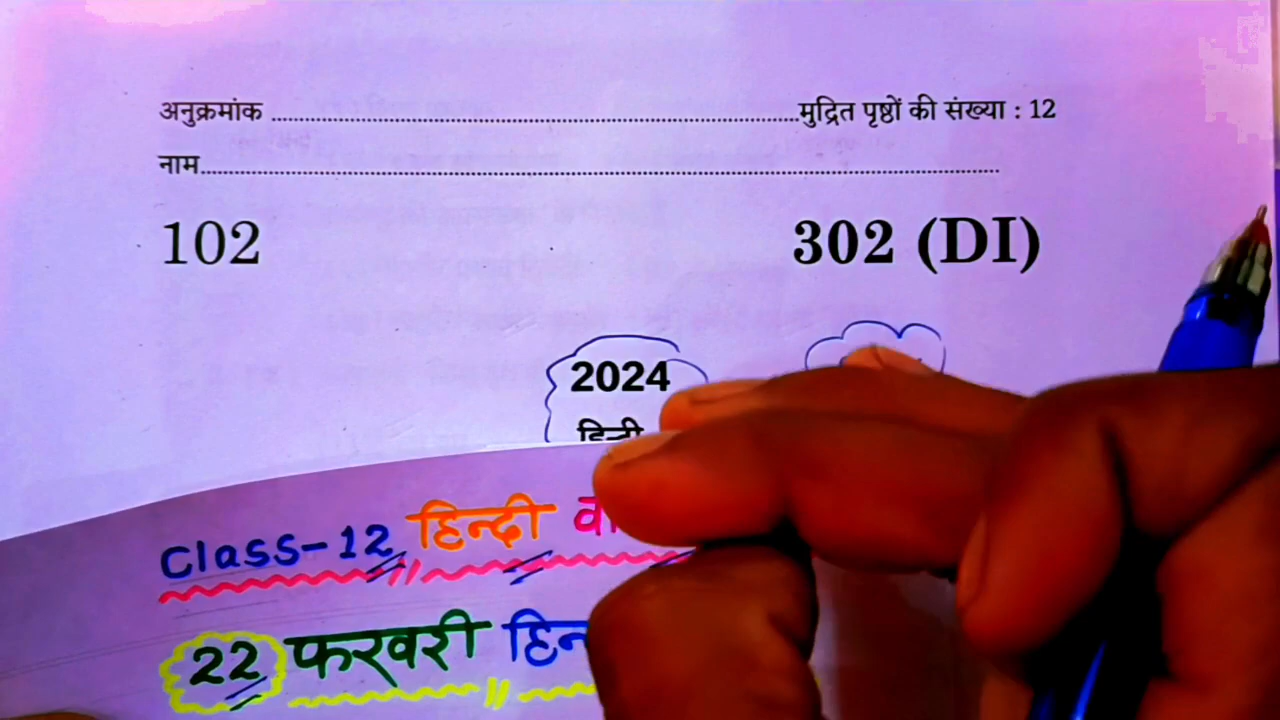 अनुक्रमांक ........................ मुद्रित पृष्ठों की संख्या : 12
नाम........................
102 302 (DI)
2024
हिन्दी
Class-12 हिन्दी
22 फरवरी